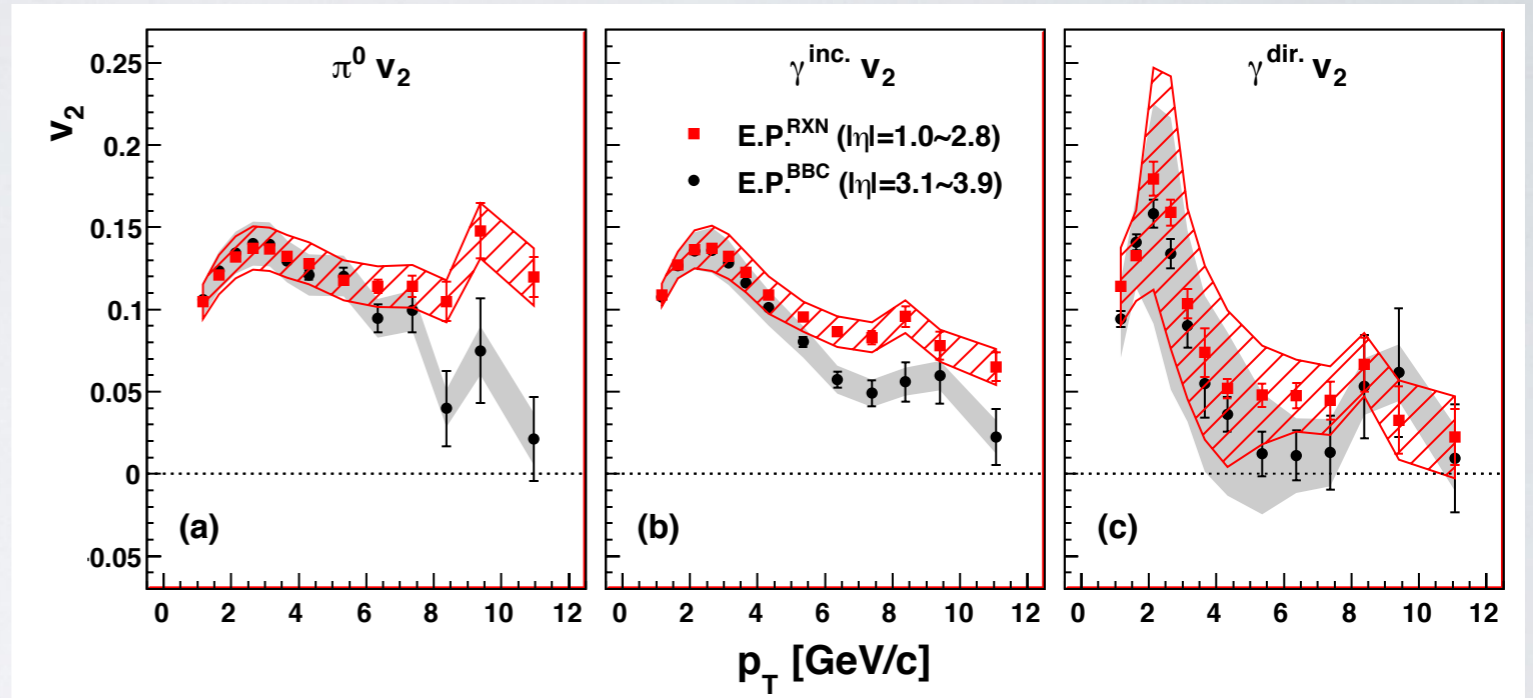 π⁰ v₂
γ^inc. v₂
γ^dir. v₂
v₂
0.25
0.2
0.15
0.1
0.05
0
.0.05
E.P.^RXN (|η|=1.0~2.8)
E.P.^BBC (|η|=3.1~3.9)
(a)
(b)
(c)
0 2 4 6 8 10 12
0 2 4 6 8 10 12
0 2 4 6 8 10 12
p_T [GeV/c]